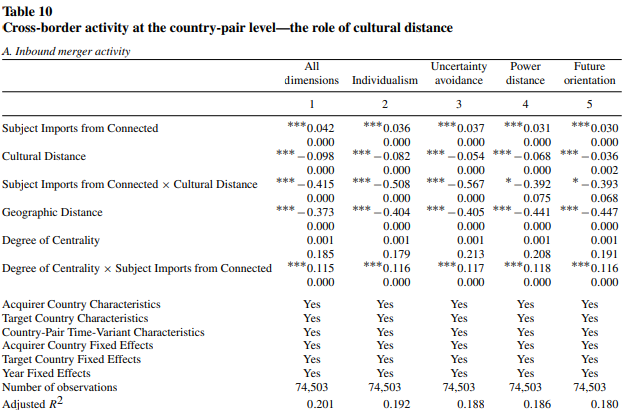 Table 10
Cross-border activity at the country-pair level—the role of cultural distance
A. Inbound merger activity
All dimensions Individualism Uncertainty avoidance Power distance Future orientation
1 2 3 4 5
Subject Imports from Connected ***0.042 ***0.036 ***0.037 ***0.031 ***0.030
0.000 0.000 0.000 0.000 0.000
Cultural Distance *** −0.098 *** −0.082 *** −0.054 *** −0.068 *** −0.036
0.000 0.000 0.000 0.000 0.002
Subject Imports from Connected × Cultural Distance *** −0.415 *** −0.508 *** −0.567 * −0.392 * −0.393
0.000 0.000 0.000 0.075 0.068
Geographic Distance *** −0.373 *** −0.404 *** −0.405 *** −0.441 *** −0.447
0.000 0.000 0.000 0.000 0.000
Degree of Centrality 0.001 0.001 0.001 0.001 0.001
0.185 0.179 0.213 0.208 0.191
Degree of Centrality × Subject Imports from Connected ***0.115 ***0.116 ***0.117 ***0.118 ***0.116
0.000 0.000 0.000 0.000 0.000
Acquirer Country Characteristics Yes Yes Yes Yes Yes
Target Country Characteristics Yes Yes Yes Yes Yes
Country-Pair Time-Variant Characteristics Yes Yes Yes Yes Yes
Acquirer Country Fixed Effects Yes Yes Yes Yes Yes
Target Country Fixed Effects Yes Yes Yes Yes Yes
Year Fixed Effects Yes Yes Yes Yes Yes
Number of observations 74,503 74,503 74,503 74,503 74,503
Adjusted R2 0.201 0.192 0.188 0.186 0.180